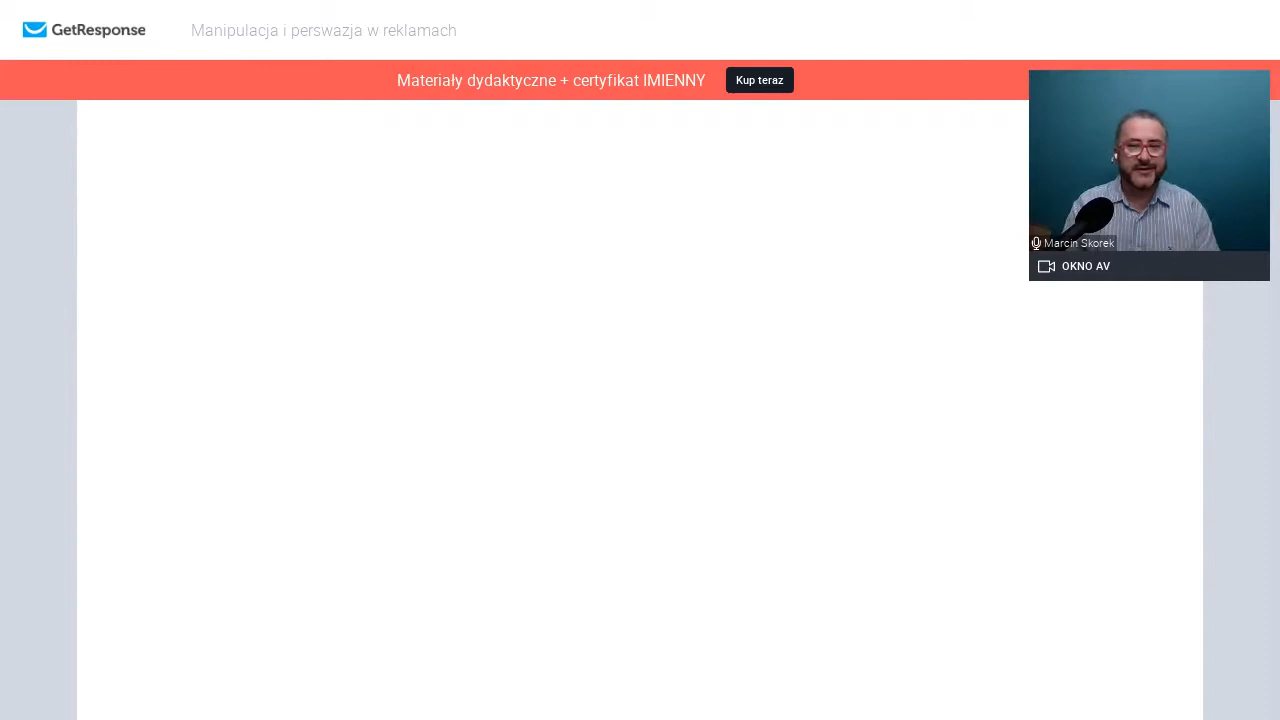 GetResponse
Manipulacja i perswazja w reklamach
Materiały dydaktyczne + certyfikat IMIENNY
Kup teraz
Marcin Skorek
OKNO AV